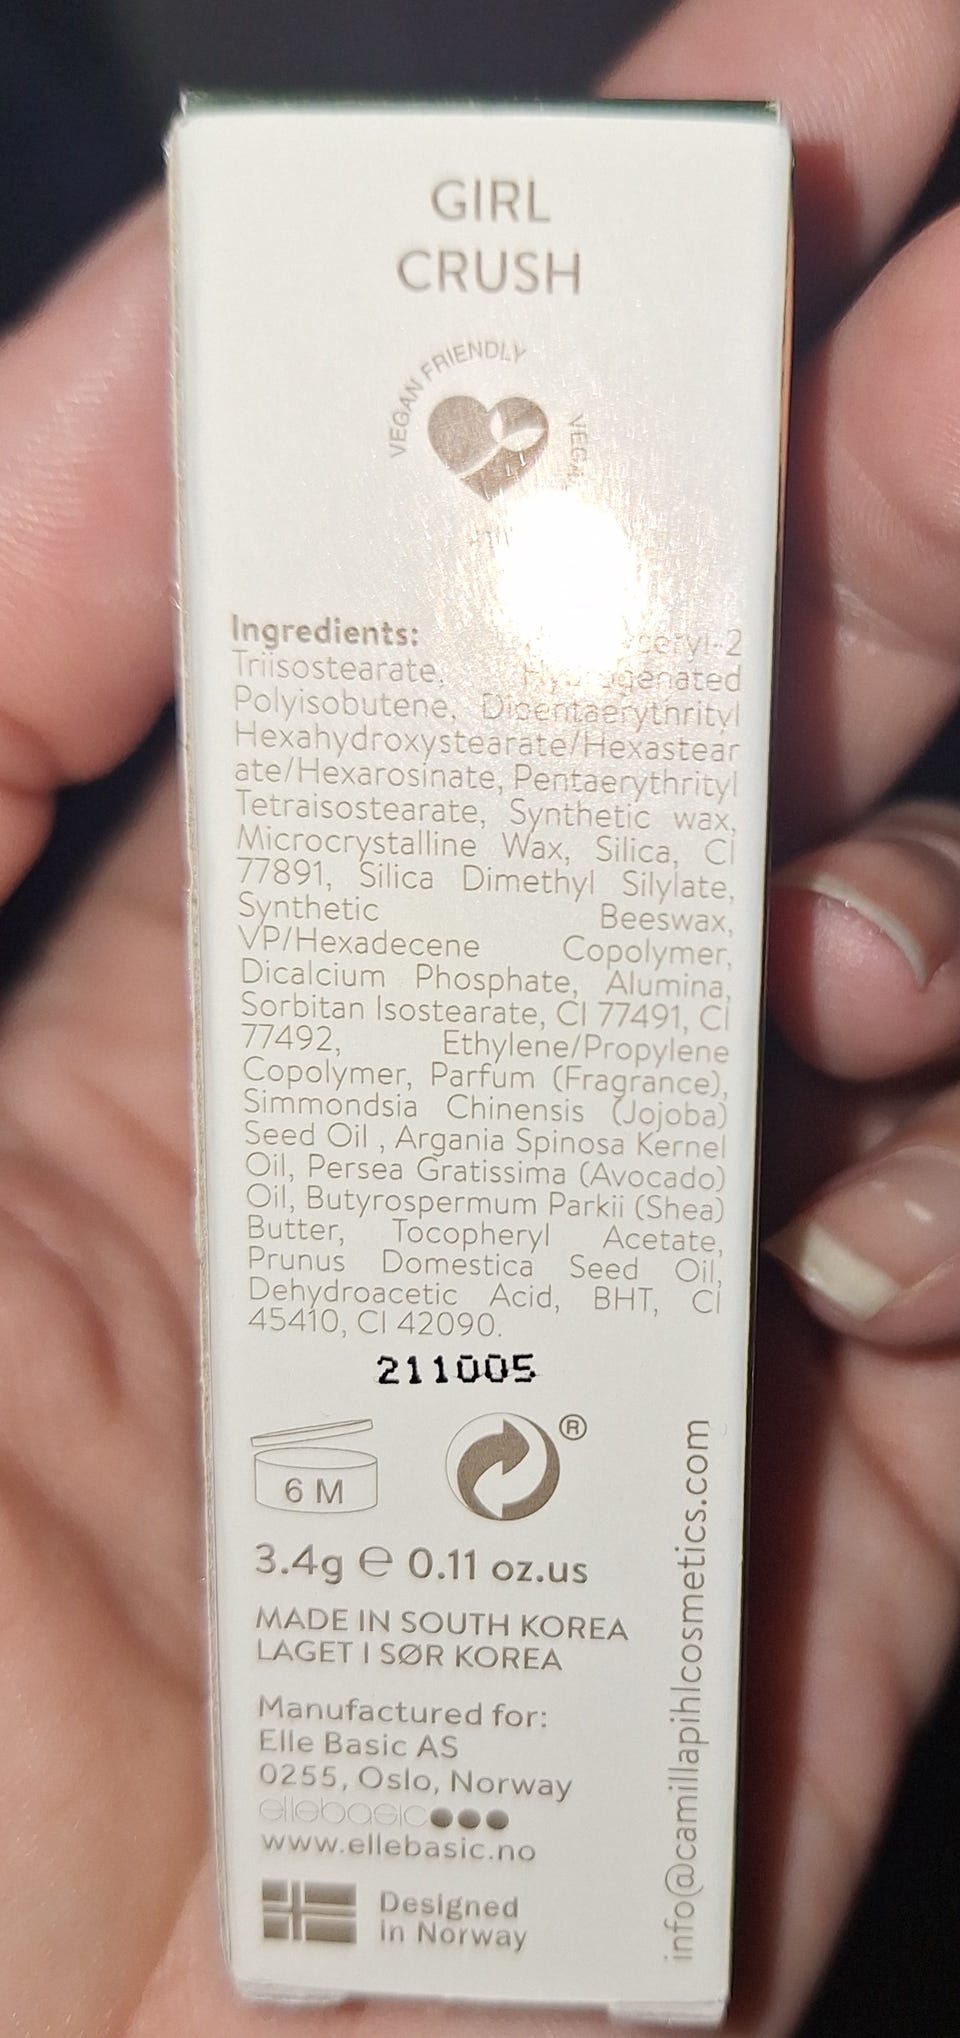 GIRL
CRUSH
VEGAN FRIENDLY
Ingredients:
Triisostearate, Hydrogenated
Polyisobutene, Dipentaerythrityl
Hexahydroxystearate/Hexastear
ate/Hexarosinate, Pentaerythrityl
Tetraisostearate, Synthetic wax,
Microcrystalline Wax, Silica, CI
77891, Silica Dimethyl Silylate,
Synthetic Beeswax,
VP/Hexadecene Copolymer,
Dicalcium Phosphate, Alumina,
Sorbitan Isostearate, CI 77491, CI
77492, Ethylene/Propylene
Copolymer, Parfum (Fragrance),
Simmondsia Chinensis (Jojoba)
Seed Oil , Argania Spinosa Kernel
Oil, Persea Gratissima (Avocado)
Oil, Butyrospermum Parkii (Shea)
Butter, Tocopheryl Acetate,
Prunus Domestica Seed Oil,
Dehydroacetic Acid, BHT, CI
45410, CI 42090.
211005
6 M
®
3.4g ℮ 0.11 oz.us
MADE IN SOUTH KOREA
LAGET I SØR KOREA
Manufactured for:
Elle Basic AS
0255, Oslo, Norway
ellebasic
www.ellebasic.no
Designed
in Norway
info@camillapihlcosmetics.com